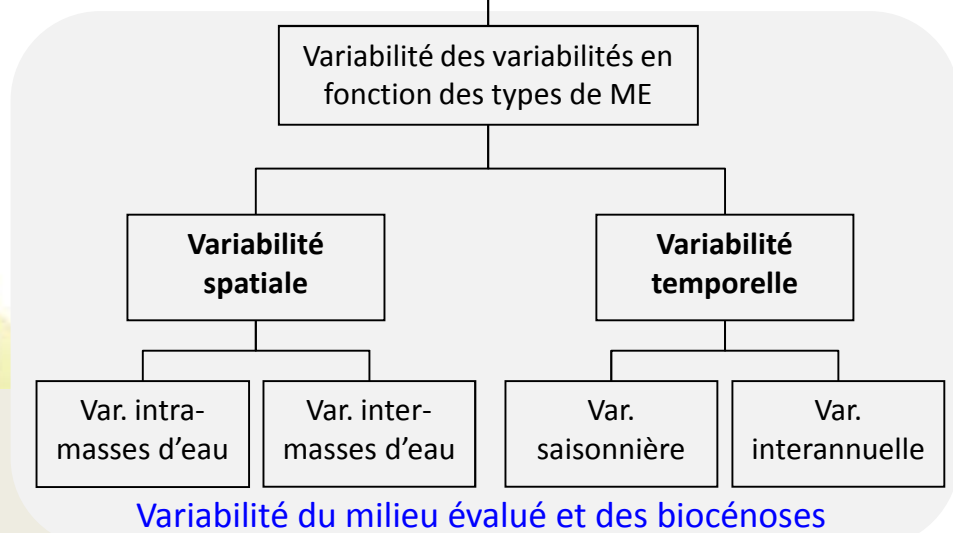 Variabilité des variabilités en
fonction des types de ME
Variabilité
spatiale
Variabilité
temporelle
Var. intra-
masses d'eau
Var. inter-
masses d'eau
Var.
saisonnière
Var.
interannuelle
Variabilité du milieu évalué et des biocénoses